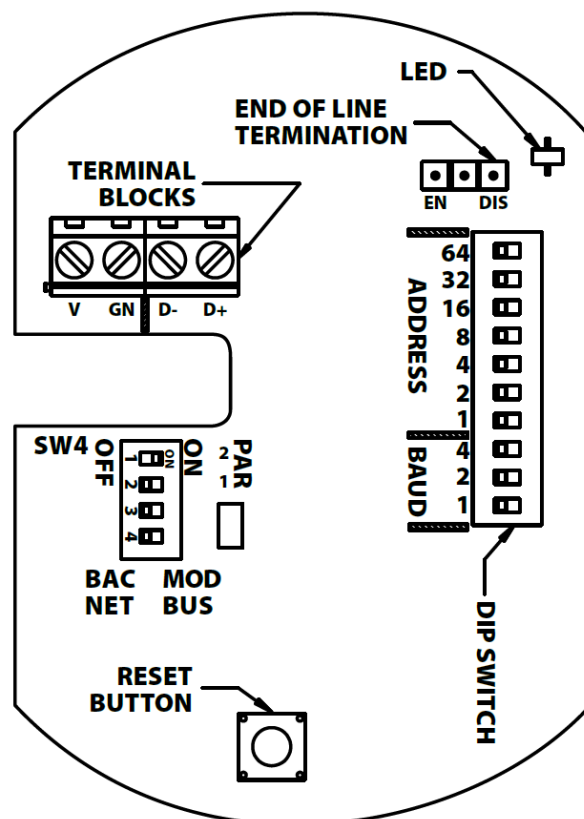 LED
END OF LINE
TERMINATION
EN DIS
TERMINAL
BLOCKS
V GN D- D+
64
32
16
8
4
2
1
ADDRESS
4
2
1
BAUD
DIP SWITCH
SW4
OFF
ON
1 ON
2
3
4
PAR
2
1
BAC MOD
NET BUS
RESET
BUTTON